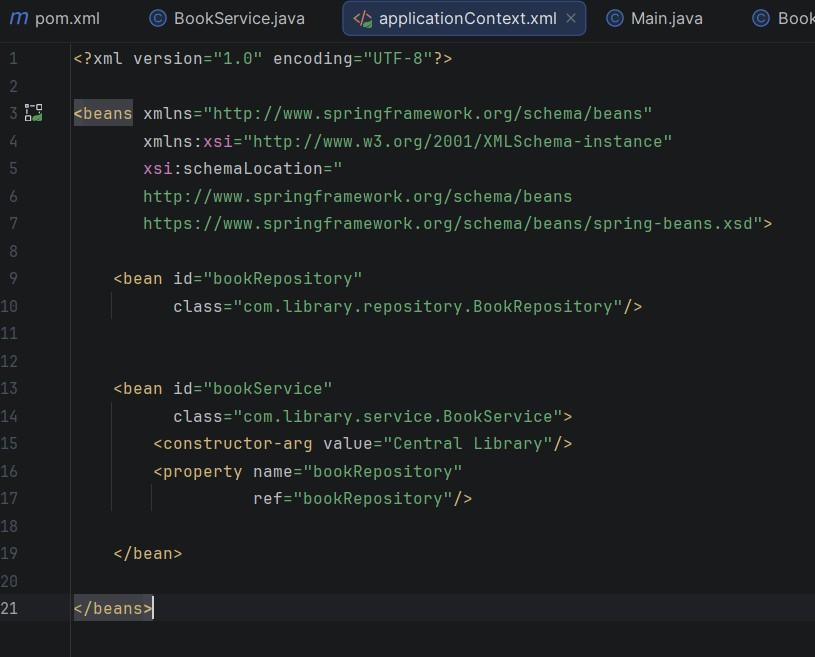 m pom.xml © BookService.java </> applicationContext.xml × © Main.java © Book
1 <?xml version="1.0" encoding="UTF-8"?>
2
3 <beans xmlns="http://www.springframework.org/schema/beans"
4 xmlns:xsi="http://www.w3.org/2001/XMLSchema-instance"
5 xsi:schemaLocation="
6 http://www.springframework.org/schema/beans
7 https://www.springframework.org/schema/beans/spring-beans.xsd">
8
9 <bean id="bookRepository"
10 class="com.library.repository.BookRepository"/>
11
12
13 <bean id="bookService"
14 class="com.library.service.BookService">
15 <constructor-arg value="Central Library"/>
16 <property name="bookRepository"
17 ref="bookRepository"/>
18
19 </bean>
20
21 </beans>